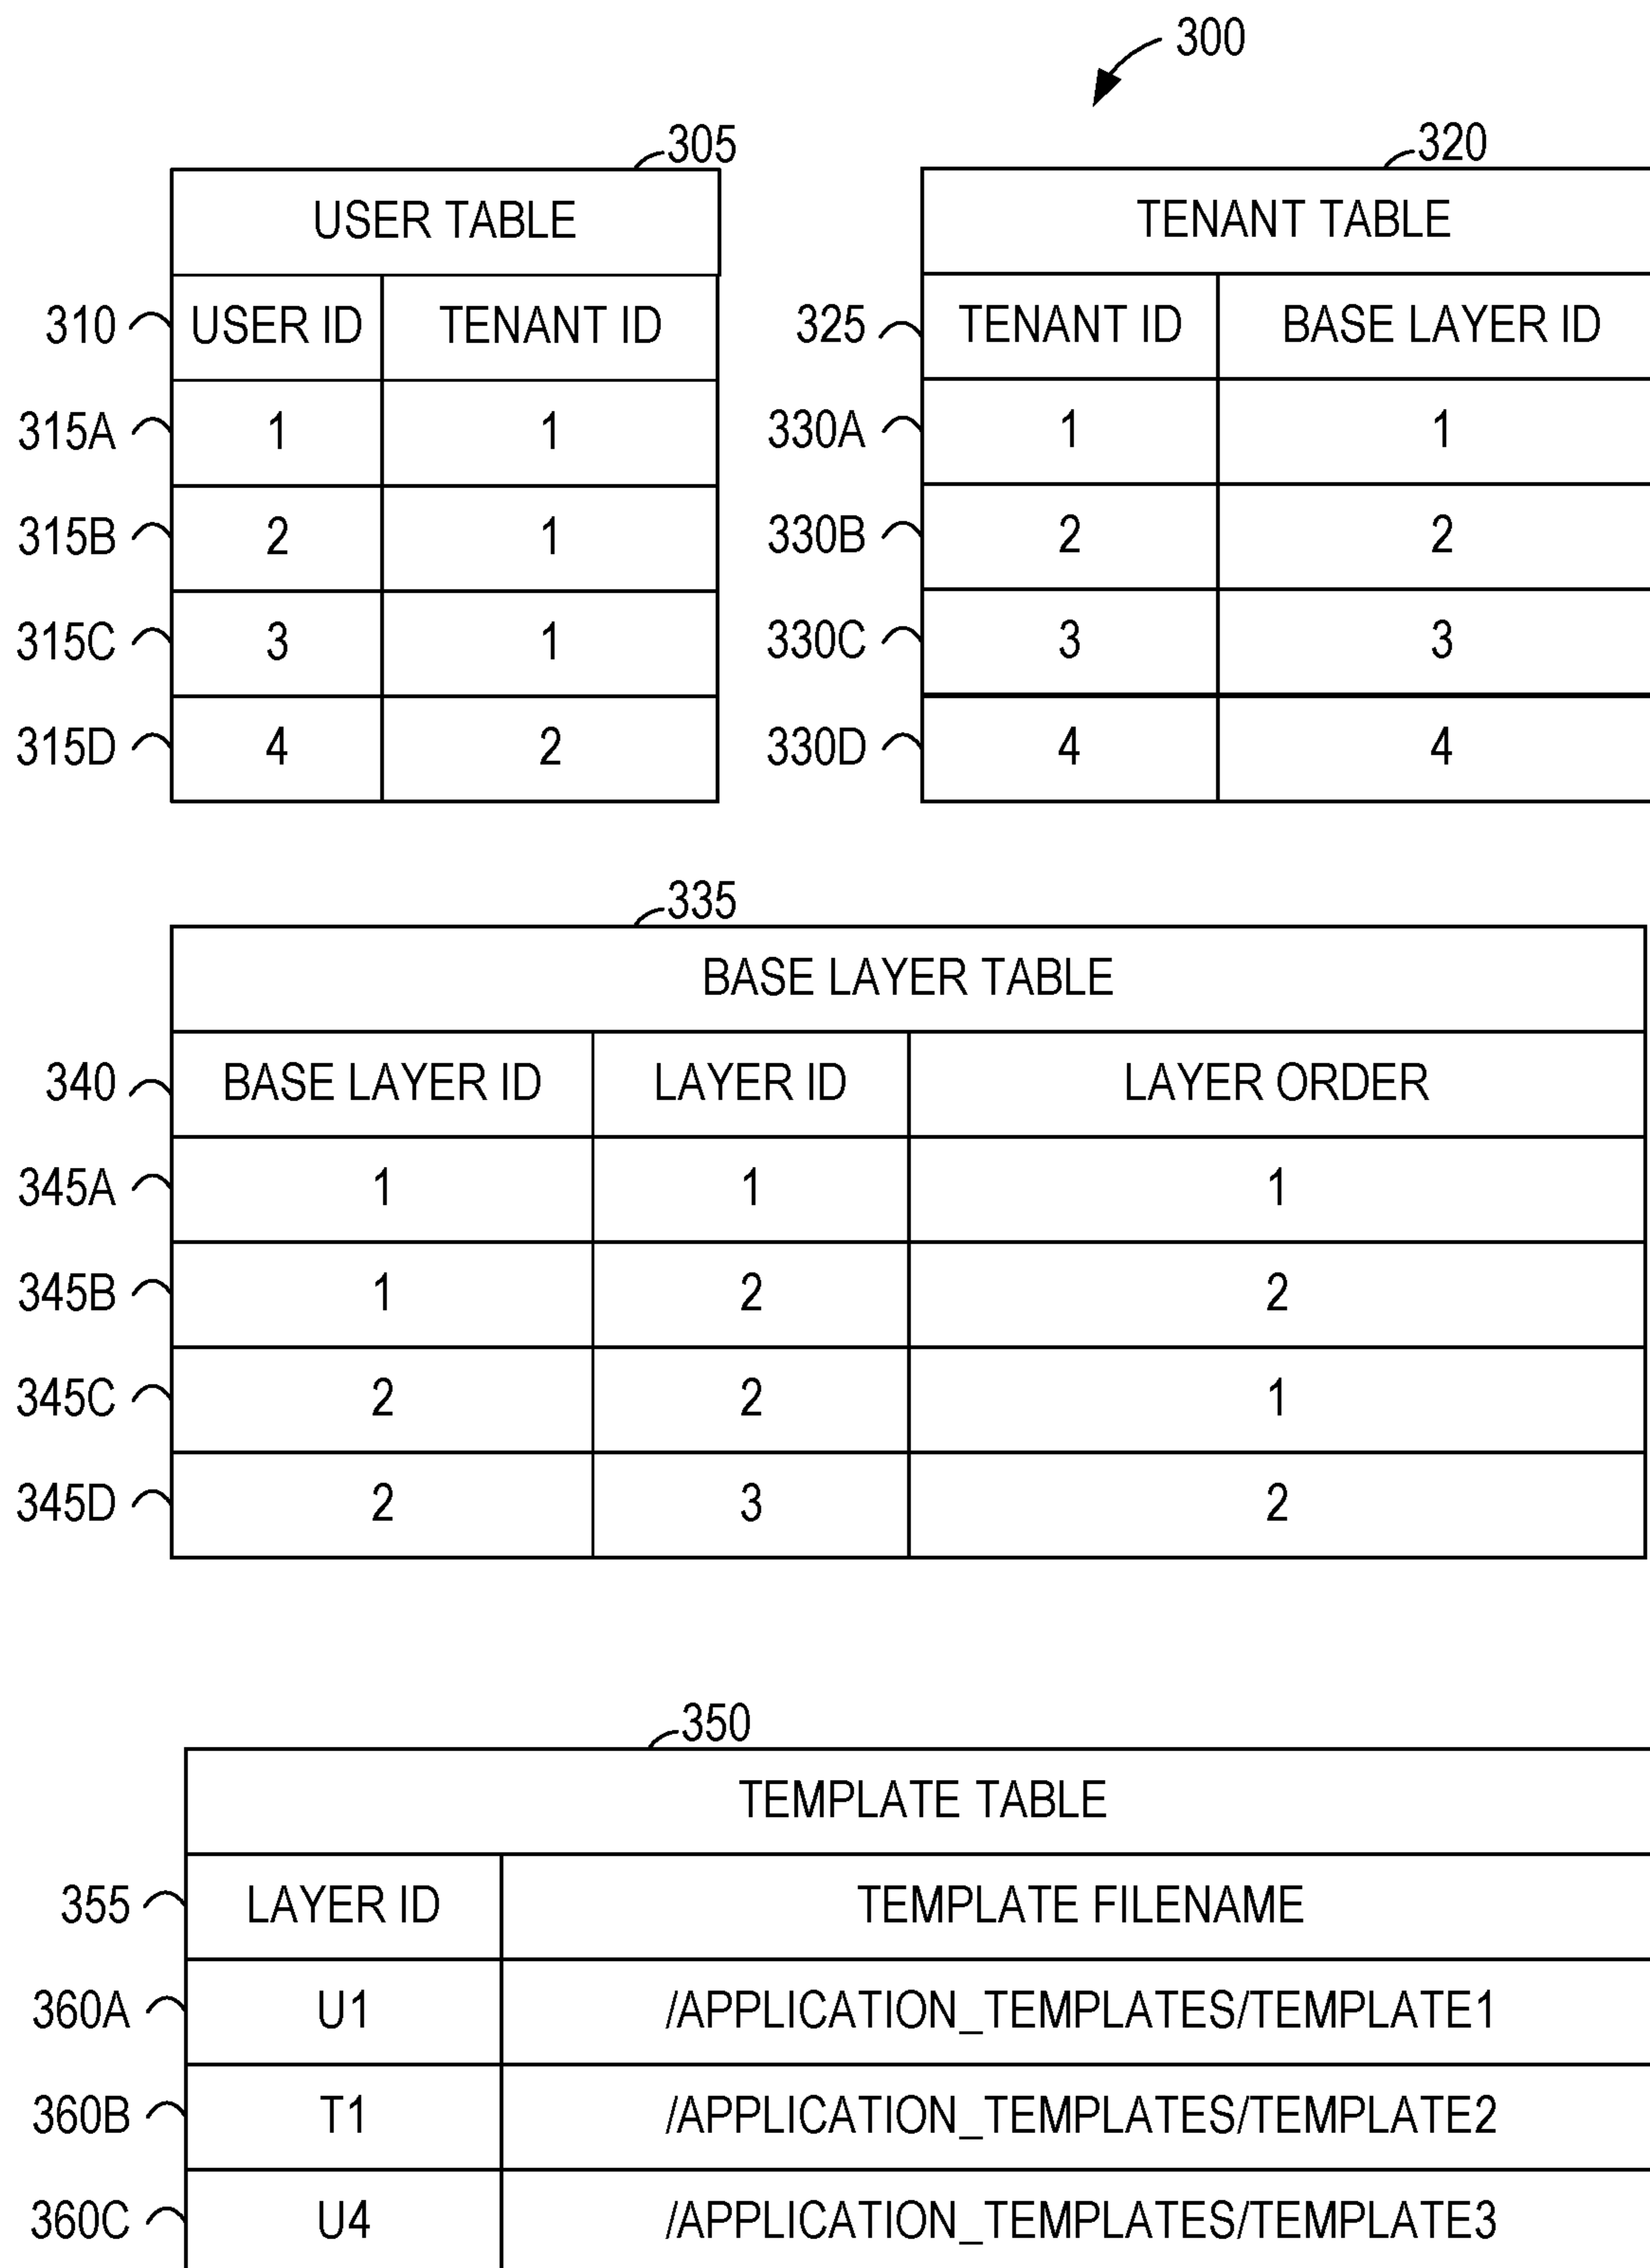 300
305
USER TABLE
310 USER ID TENANT ID
315A 1 1
315B 2 1
315C 3 1
315D 4 2
320
TENANT TABLE
325 TENANT ID BASE LAYER ID
330A 1 1
330B 2 2
330C 3 3
330D 4 4
335
BASE LAYER TABLE
340 BASE LAYER ID LAYER ID LAYER ORDER
345A 1 1 1
345B 1 2 2
345C 2 2 1
345D 2 3 2
350
TEMPLATE TABLE
355 LAYER ID TEMPLATE FILENAME
360A U1 /APPLICATION_TEMPLATES/TEMPLATE1
360B T1 /APPLICATION_TEMPLATES/TEMPLATE2
360C U4 /APPLICATION_TEMPLATES/TEMPLATE3